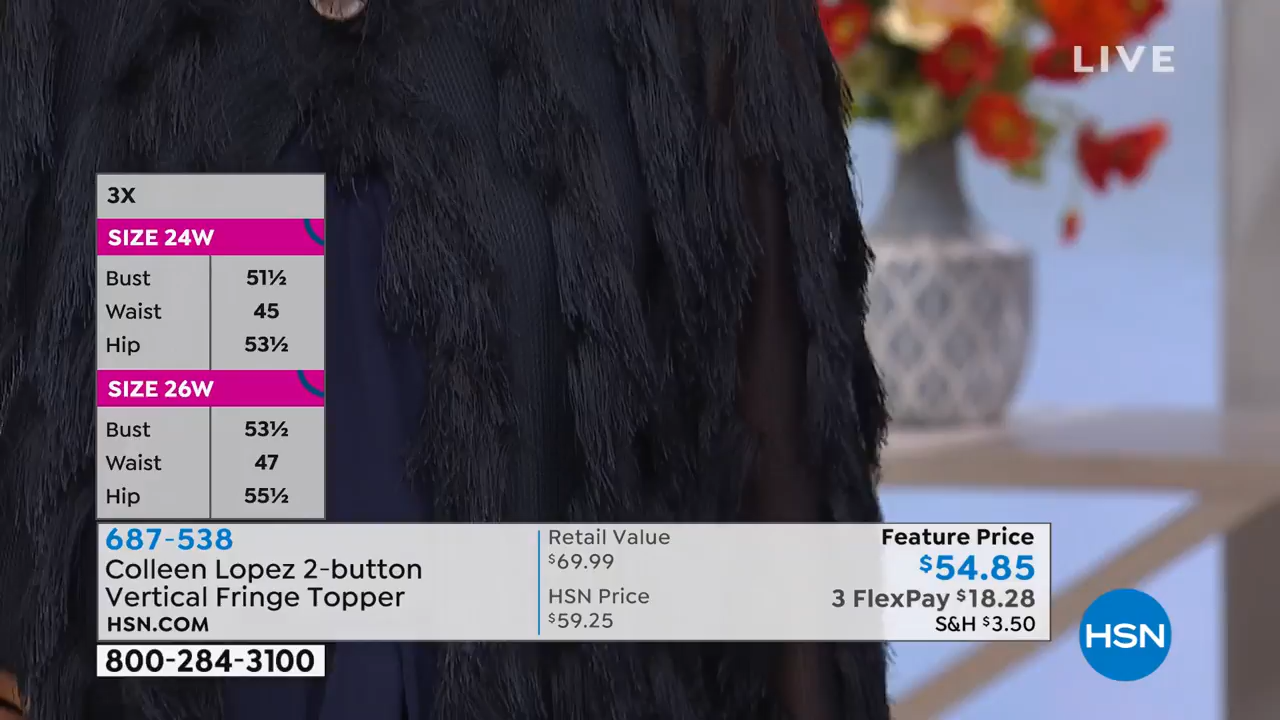 LIVE
3X
SIZE 24W
Bust 51½
Waist 45
Hip 53½
SIZE 26W
Bust 53½
Waist 47
Hip 55½
687-538
Colleen Lopez 2-button
Vertical Fringe Topper
HSN.COM
Retail Value
$69.99
HSN Price
$59.25
Feature Price
$54.85
3 FlexPay $18.28
S&H $3.50
800-284-3100
HSN